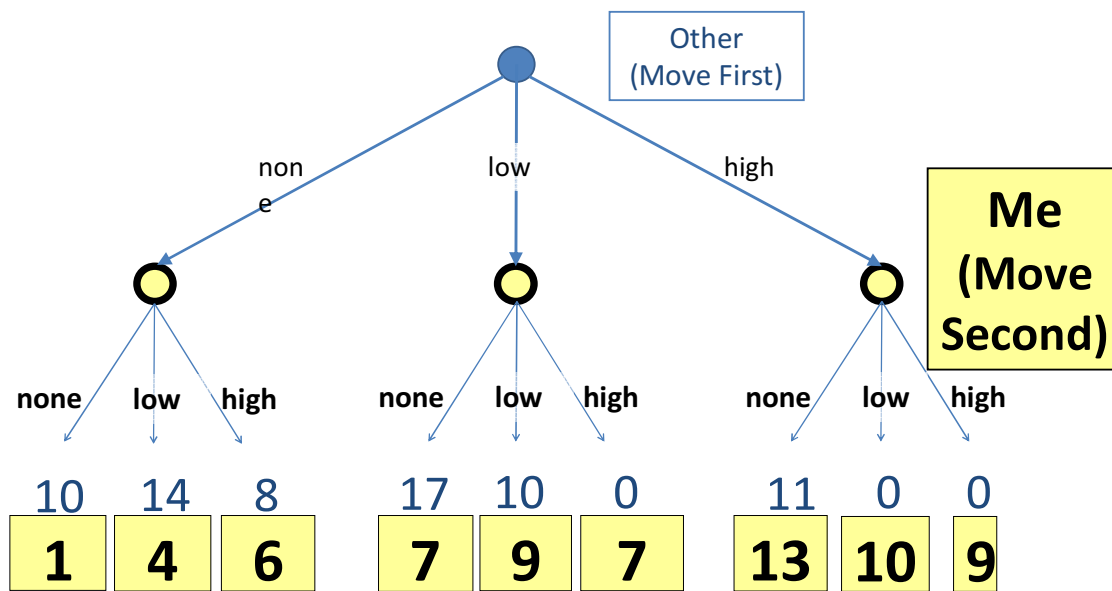 Other
(Move First)
non
e
low
high
Me
(Move
Second)
none low high none low high none low high
10 14 8 17 10 0 11 0 0
1 4 6 7 9 7 13 10 9